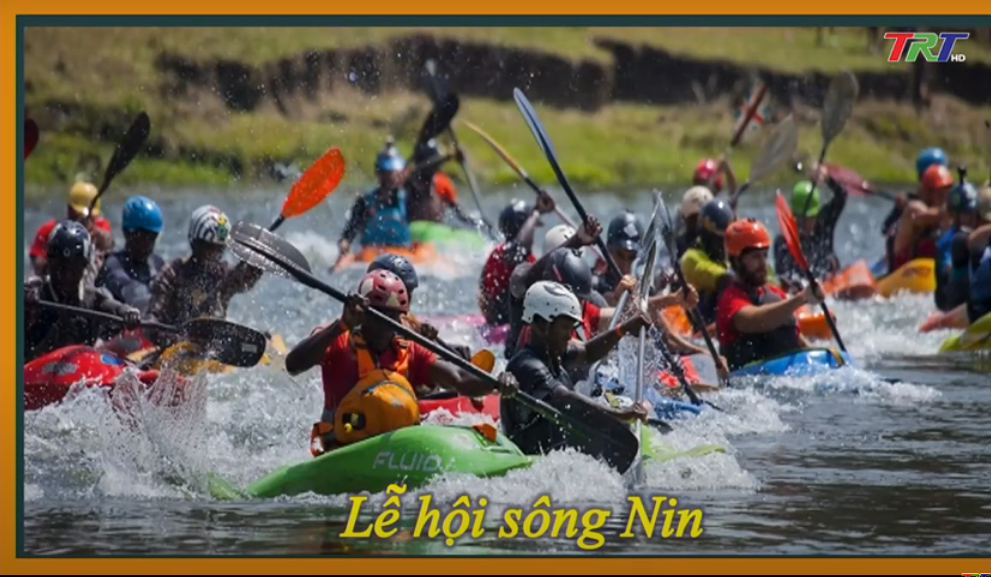 TRT HD
FLUID
Lễ hội sông Nin